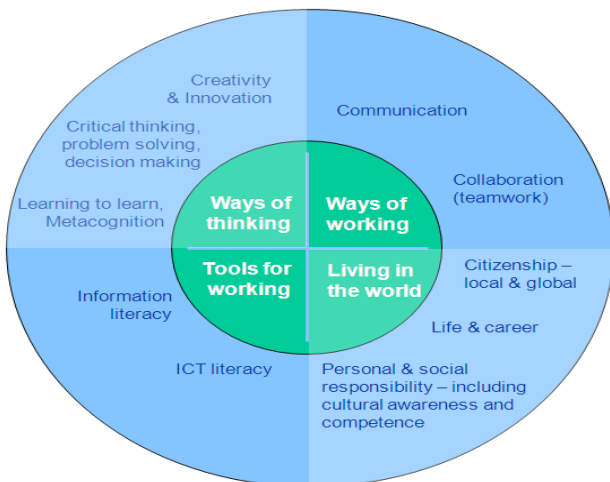 Creativity
& Innovation
Critical thinking,
problem solving,
decision making
Learning to learn,
Metacognition
Communication
Collaboration
(teamwork)
Ways of
thinking
Ways of
working
Tools for
working
Living in
the world
Information
literacy
ICT literacy
Citizenship –
local & global
Life & career
Personal & social
responsibility – including
cultural awareness and
competence